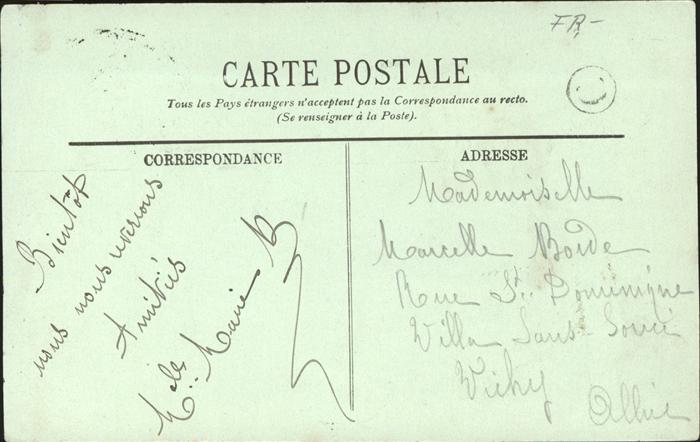 FR-
CARTE POSTALE
Tous les Pays étrangers n'acceptent pas la Correspondance au recto.
(Se renseigner à la Poste).
CORRESPONDANCE
Bientôt
nous nous reverrons
Amitiés
Mlle Marie B
ADRESSE
Mademoiselle
Marcelle Borde
Rue St. Dominique
Villa Sans-Souci
Vichy
Allier